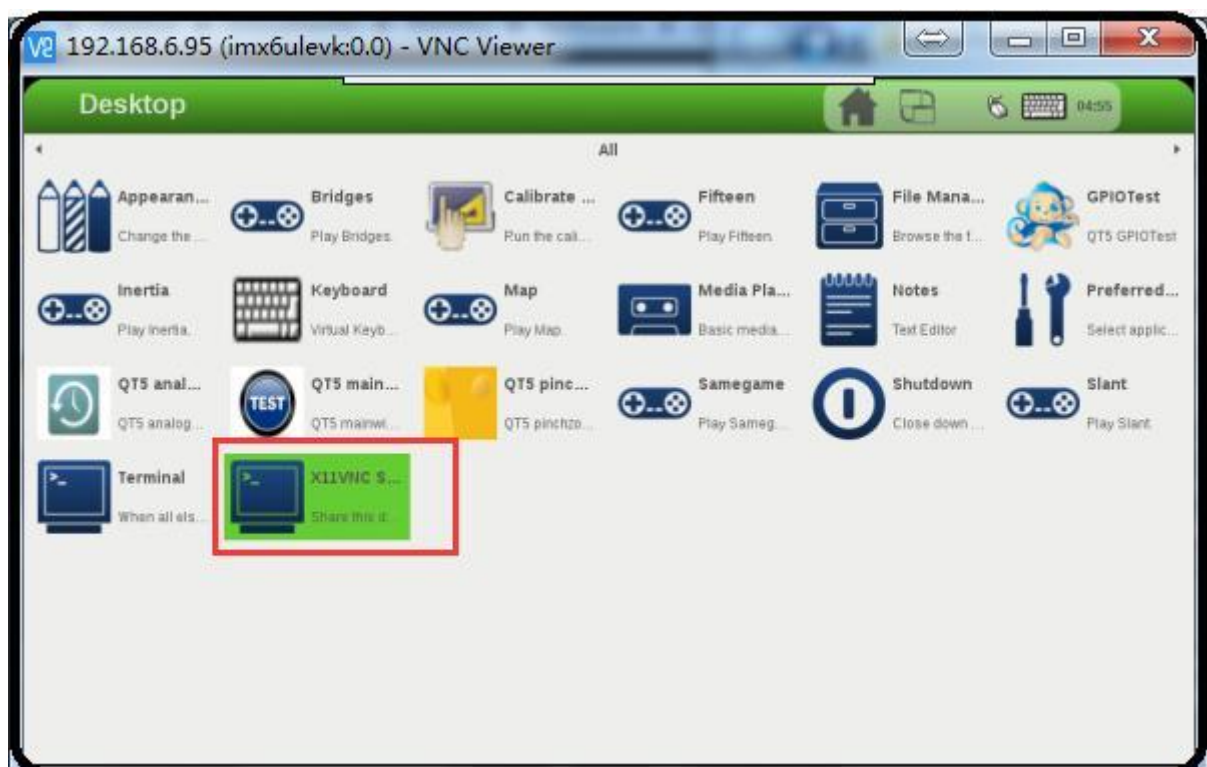 192.168.6.95 (imx6ulevk:0.0) - VNC Viewer
Desktop
04:55
All
Appearan...
Change the ...
Bridges
Play Bridges.
Calibrate ...
Run the cali...
Fifteen
Play Fifteen.
File Mana...
Browse the f...
GPIOTest
QT5 GPIOTest
Inertia
Play Inertia.
Keyboard
Virtual Keyb...
Map
Play Map.
Media Pla...
Basic media...
Notes
Text Editor
Preferred...
Select applic...
QT5 anal...
QT5 analog...
TEST
QT5 main...
QT5 mainwi...
QT5 pinc...
QT5 pinchzo...
Samegame
Play Sameg...
Shutdown
Close down ...
Slant
Play Slant.
>_
Terminal
When all els...
>_
X11VNC S...
Share this d...